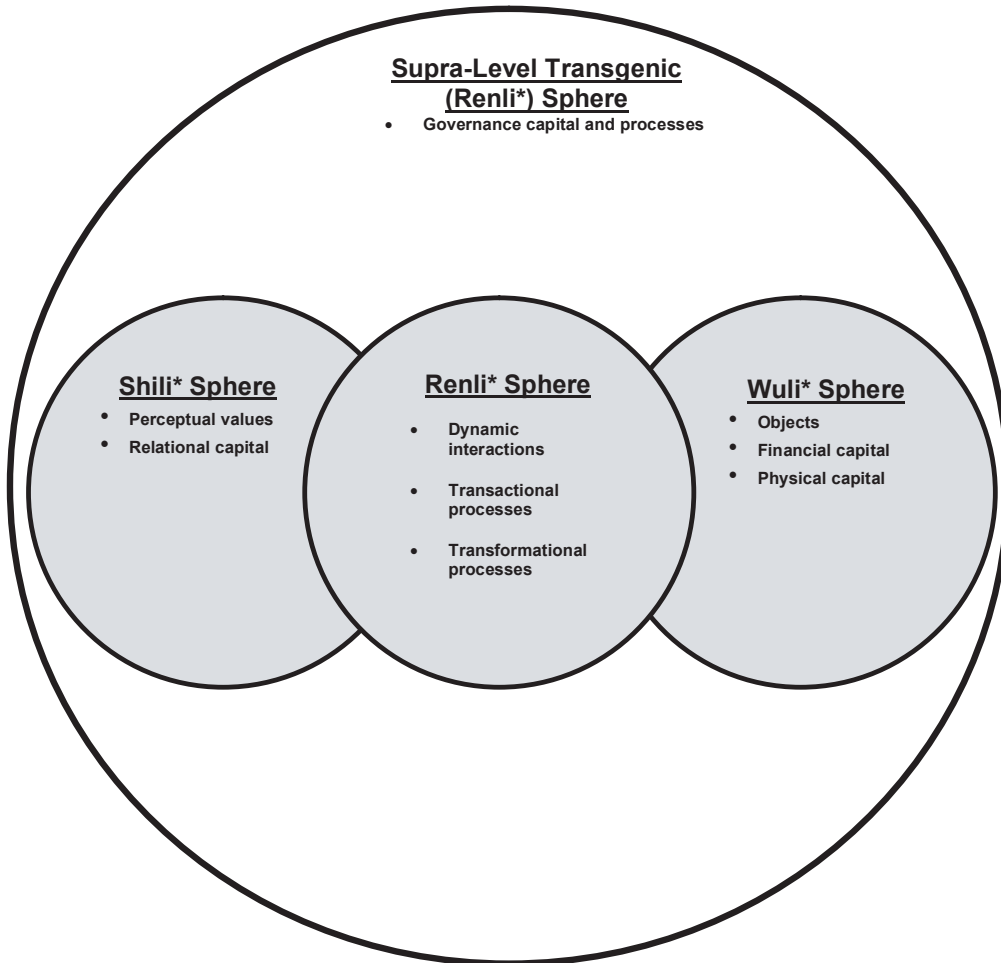 Supra-Level Transgenic
(Renli*) Sphere
• Governance capital and processes
Shili* Sphere
• Perceptual values
• Relational capital
Renli* Sphere
• Dynamic
interactions
• Transactional
processes
• Transformational
processes
Wuli* Sphere
• Objects
• Financial capital
• Physical capital